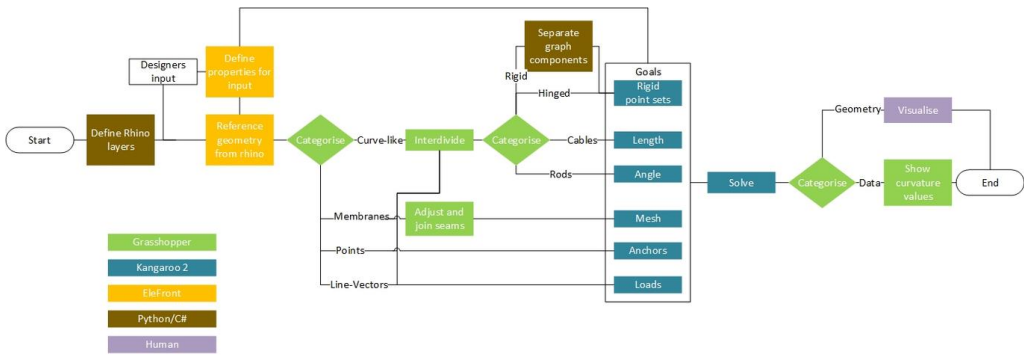 Start
Define Rhino
layers
Designers
input
Define
properties for
input
Reference
geometry
from rhino
Categorise
Curve-like
Membranes
Points
Line-Vectors
Interdivide
Adjust and
join seams
Categorise
Rigid
Hinged
Cables
Rods
Separate
graph
components
Goals
Rigid
point sets
Length
Angle
Mesh
Anchors
Loads
Solve
Categorise
Geometry
Data
Visualise
Show
curvature
values
End
Grasshopper
Kangaroo 2
EleFront
Python/C#
Human